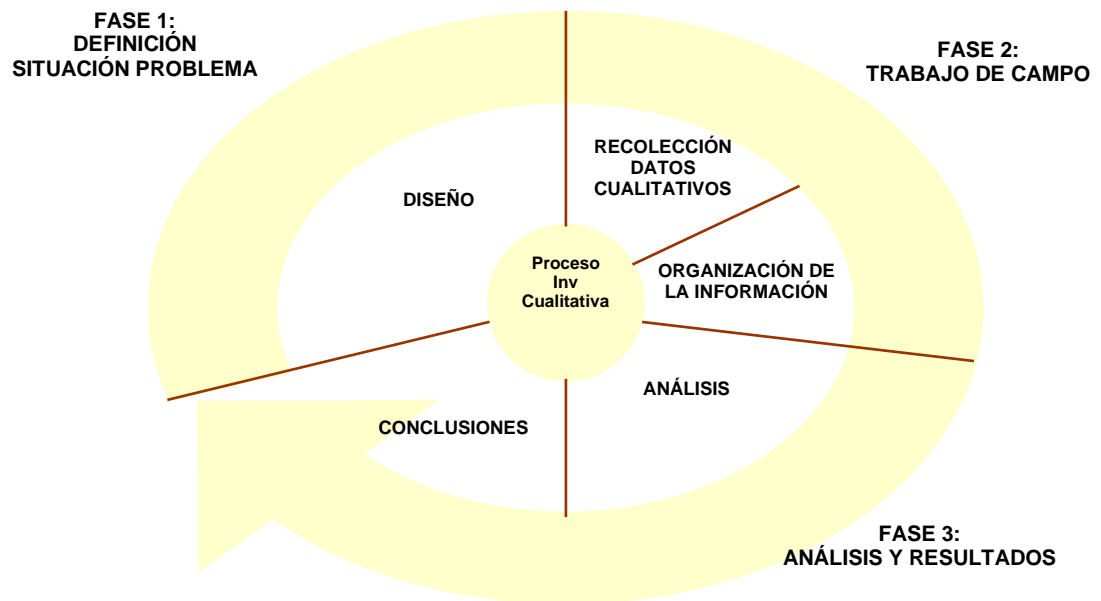 FASE 1:
DEFINICIÓN
SITUACIÓN PROBLEMA
FASE 2:
TRABAJO DE CAMPO
RECOLECCIÓN
DATOS
CUALITATIVOS
DISEÑO
Proceso
Inv
Cualitativa
ORGANIZACIÓN DE
LA INFORMACIÓN
ANÁLISIS
CONCLUSIONES
FASE 3:
ANÁLISIS Y RESULTADOS